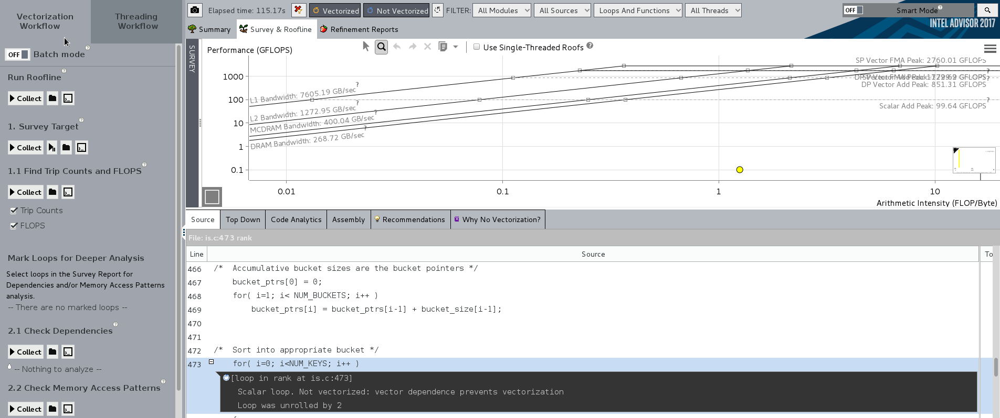 Vectorization Workflow
Threading Workflow
OFF Batch mode
Run Roofline
Collect
1. Survey Target
Collect
1.1 Find Trip Counts and FLOPS
Collect
Trip Counts
FLOPS
Mark Loops for Deeper Analysis
Select loops in the Survey Report for
Dependencies and/or Memory Access Patterns
analysis.
-- There are no marked loops --
2.1 Check Dependencies
Collect
-- Nothing to analyze --
2.2 Check Memory Access Patterns
Collect
Elapsed time: 115.17s Vectorized Not Vectorized FILTER: All Modules All Sources Loops And Functions All Threads OFF Smart Mode
INTEL ADVISOR 2017
Summary Survey & Roofline Refinement Reports
SURVEY
Performance (GFLOPS)
Use Single-Threaded Roofs
SP Vector FMA Peak: 2760.01 GFLOPS
DP Vector Add Peak: 851.31 GFLOPS
Scalar Add Peak: 99.64 GFLOPS
L1 Bandwidth: 7605.19 GB/sec
L2 Bandwidth: 1272.95 GB/sec
MCDRAM Bandwidth: 400.04 GB/sec
DRAM Bandwidth: 268.72 GB/sec
1000
100
10
1
0.1
0.01 0.1 1 10
Arithmetic Intensity (FLOP/Byte)
Source Top Down Code Analytics Assembly Recommendations Why No Vectorization?
File: is.c:473 rank
Line Source To
466 /*  Accumulative bucket sizes are the bucket pointers */
467 bucket_ptrs[0] = 0;
468 for( i=1; i< NUM_BUCKETS; i++ )
469 bucket_ptrs[i] = bucket_ptrs[i-1] + bucket_size[i-1];
470
471
472 /*  Sort into appropriate bucket */
473 for( i=0; i<NUM_KEYS; i++ )
[loop in rank at is.c:473]
Scalar loop. Not vectorized: vector dependence prevents vectorization
Loop was unrolled by 2